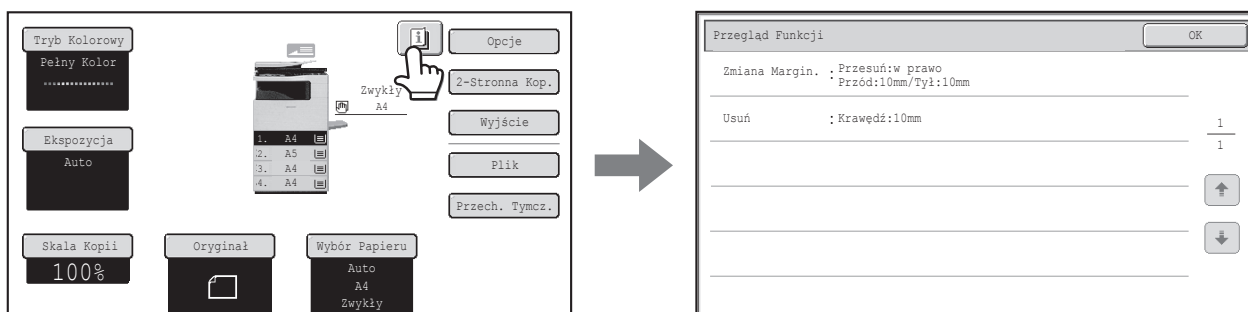 Tryb Kolorowy
Pełny Kolor
Ekspozycja
Auto
Skala Kopii
100%
Oryginał
Wybór Papieru
Auto
A4
Zwykły
Zwykły
A4
1. A4
2. A5
3. A4
4. A4
Opcje
2-Stronna Kop.
Wyjście
Plik
Przech. Tymcz.
Przegląd Funkcji
OK
Zmiana Margin. : Przesuń:w prawo
Przód:10mm/Tył:10mm
Usuń : Krawędź:10mm
1
1